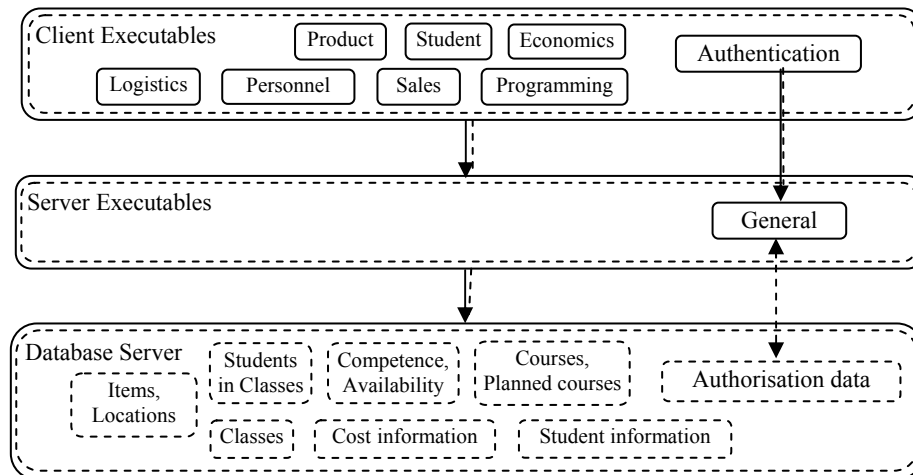 Client Executables
Product
Student
Economics
Authentication
Logistics
Personnel
Sales
Programming
Server Executables
General
Database Server
Students
in Classes
Competence,
Availability
Courses,
Planned courses
Authorisation data
Items,
Locations
Classes
Cost information
Student information